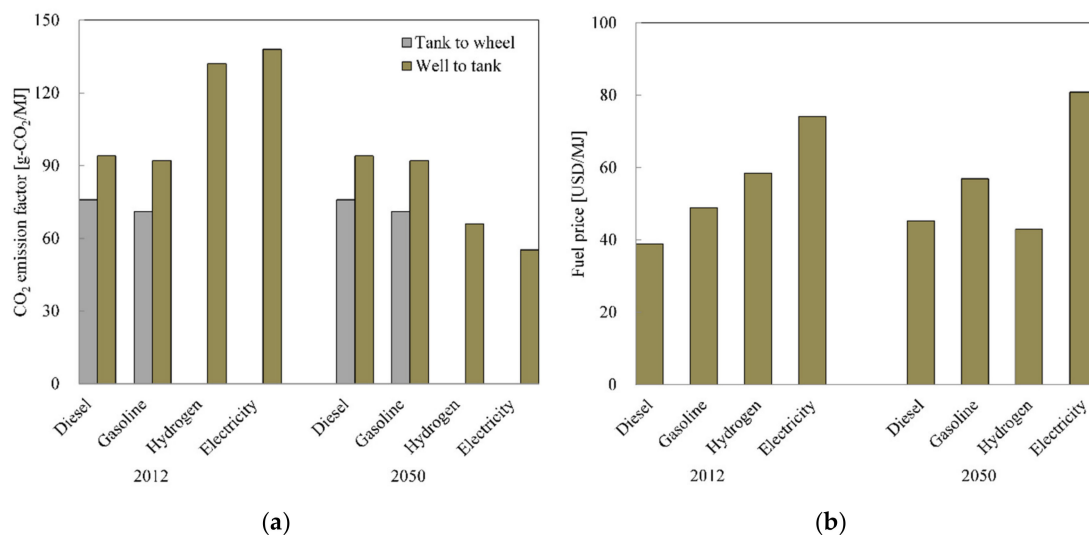 150
120
90
60
30
0
CO2 emission factor [g-CO2/MJ]
Tank to wheel
Well to tank
Diesel
Gasoline
Hydrogen
Electricity
Diesel
Gasoline
Hydrogen
Electricity
2012
2050
(a)
100
80
60
40
20
0
Fuel price [USD/MJ]
Diesel
Gasoline
Hydrogen
Electricity
Diesel
Gasoline
Hydrogen
Electricity
2012
2050
(b)